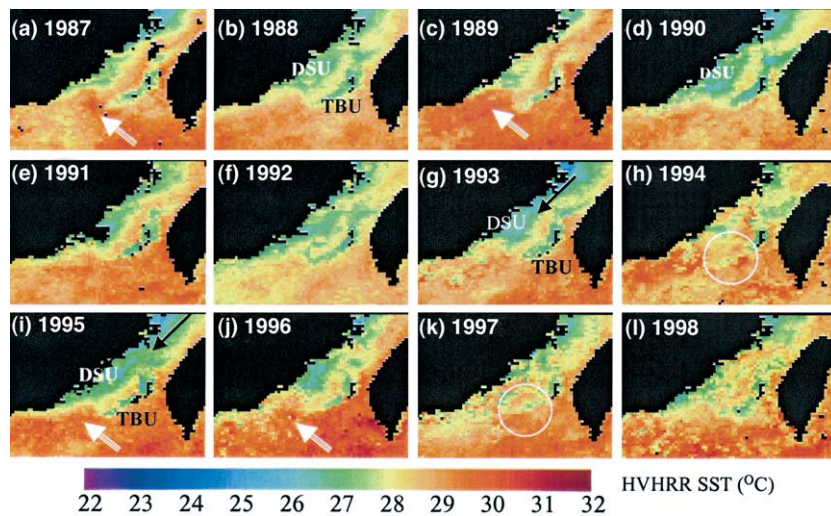 (a) 1987
(b) 1988
DSU
TBU
(c) 1989
(d) 1990
DSU
(e) 1991
(f) 1992
(g) 1993
DSU
TBU
(h) 1994
(i) 1995
DSU
TBU
(j) 1996
(k) 1997
(l) 1998
22 23 24 25 26 27 28 29 30 31 32
HVHRR SST (°C)